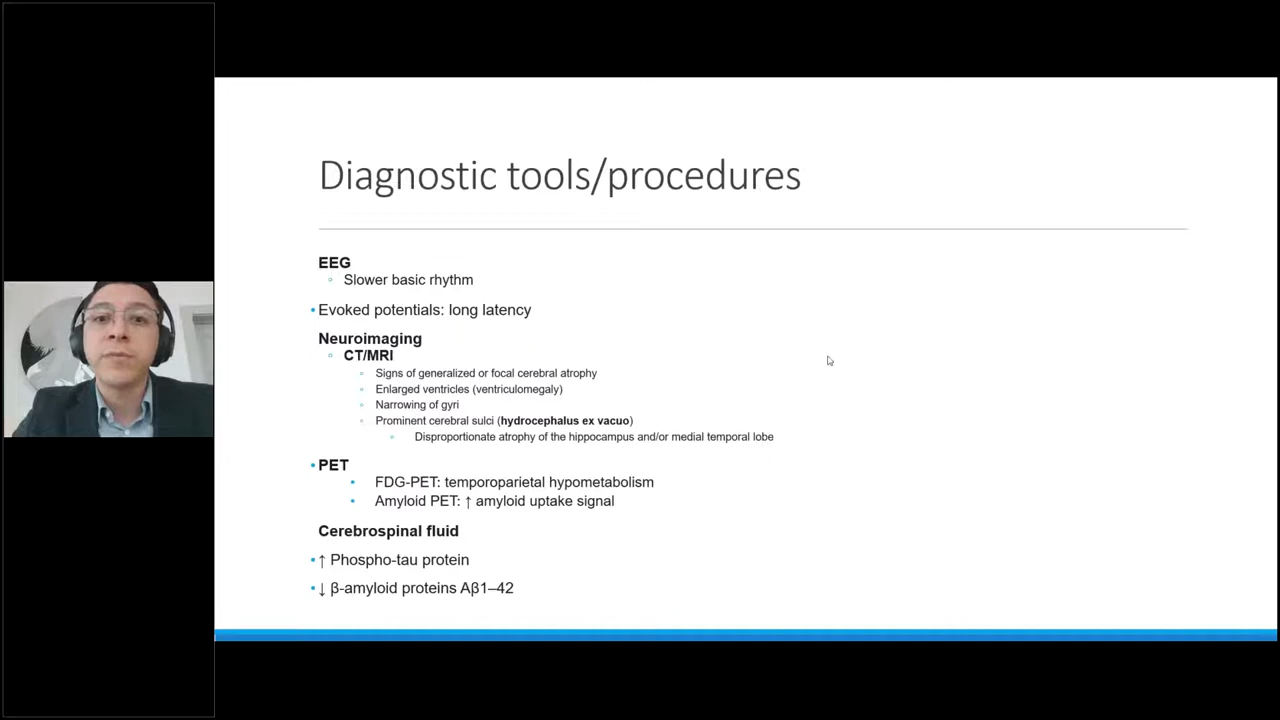 Diagnostic tools/procedures
EEG
◦ Slower basic rhythm
• Evoked potentials: long latency
Neuroimaging
◦ CT/MRI
◦ Signs of generalized or focal cerebral atrophy
◦ Enlarged ventricles (ventriculomegaly)
◦ Narrowing of gyri
◦ Prominent cerebral sulci (hydrocephalus ex vacuo)
◦ Disproportionate atrophy of the hippocampus and/or medial temporal lobe
• PET
• FDG-PET: temporoparietal hypometabolism
• Amyloid PET: ↑ amyloid uptake signal
Cerebrospinal fluid
• ↑ Phospho-tau protein
• ↓ β-amyloid proteins Aβ1–42